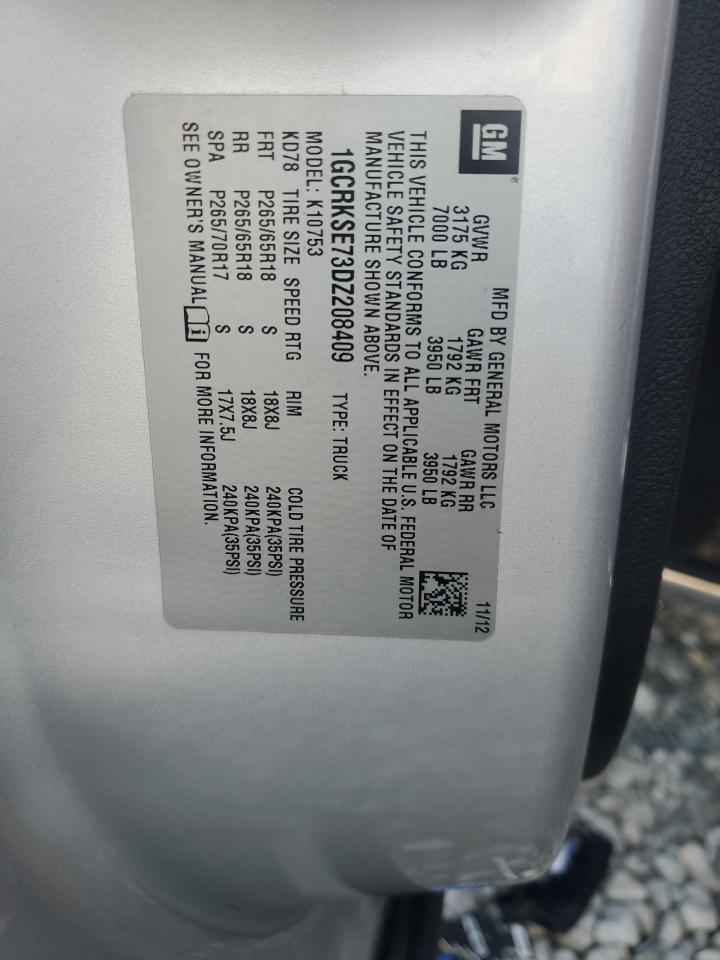 GM
MFD BY GENERAL MOTORS LLC 11/12
GVWR GAWR FRT GAWR RR
3175 KG 1792 KG 1792 KG
7000 LB 3950 LB 3950 LB
THIS VEHICLE CONFORMS TO ALL APPLICABLE U.S. FEDERAL MOTOR
VEHICLE SAFETY STANDARDS IN EFFECT ON THE DATE OF
MANUFACTURE SHOWN ABOVE.
1GCRKSE73DZ208409 TYPE: TRUCK
MODEL: K10753
KD78 TIRE SIZE SPEED RTG RIM COLD TIRE PRESSURE
FRT P265/65R18 S 18X8J 240KPA(35PSI)
RR P265/65R18 S 18X8J 240KPA(35PSI)
SPA P265/70R17 S 17X7.5J 240KPA(35PSI)
SEE OWNER'S MANUAL i FOR MORE INFORMATION.